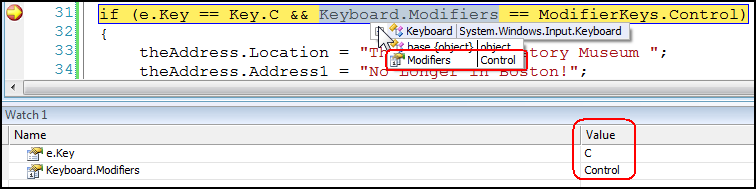 31 if (e.Key == Key.C && Keyboard.Modifiers == ModifierKeys.Control)
32 { Keyboard System.Windows.Input.Keyboard
base {object} object
33 theAddress.Location = "Th tory Museum ";
Modifiers Control
34 theAddress.Address1 = "No Longer in Boston!";
Watch 1
Name Value
e.Key C
Keyboard.Modifiers Control